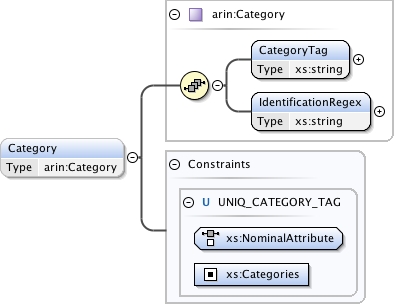 arin:Category
CategoryTag
Type xs:string
IdentificationRegex
Type xs:string
Category
Type arin:Category
Constraints
U UNIQ_CATEGORY_TAG
xs:NominalAttribute
xs:Categories